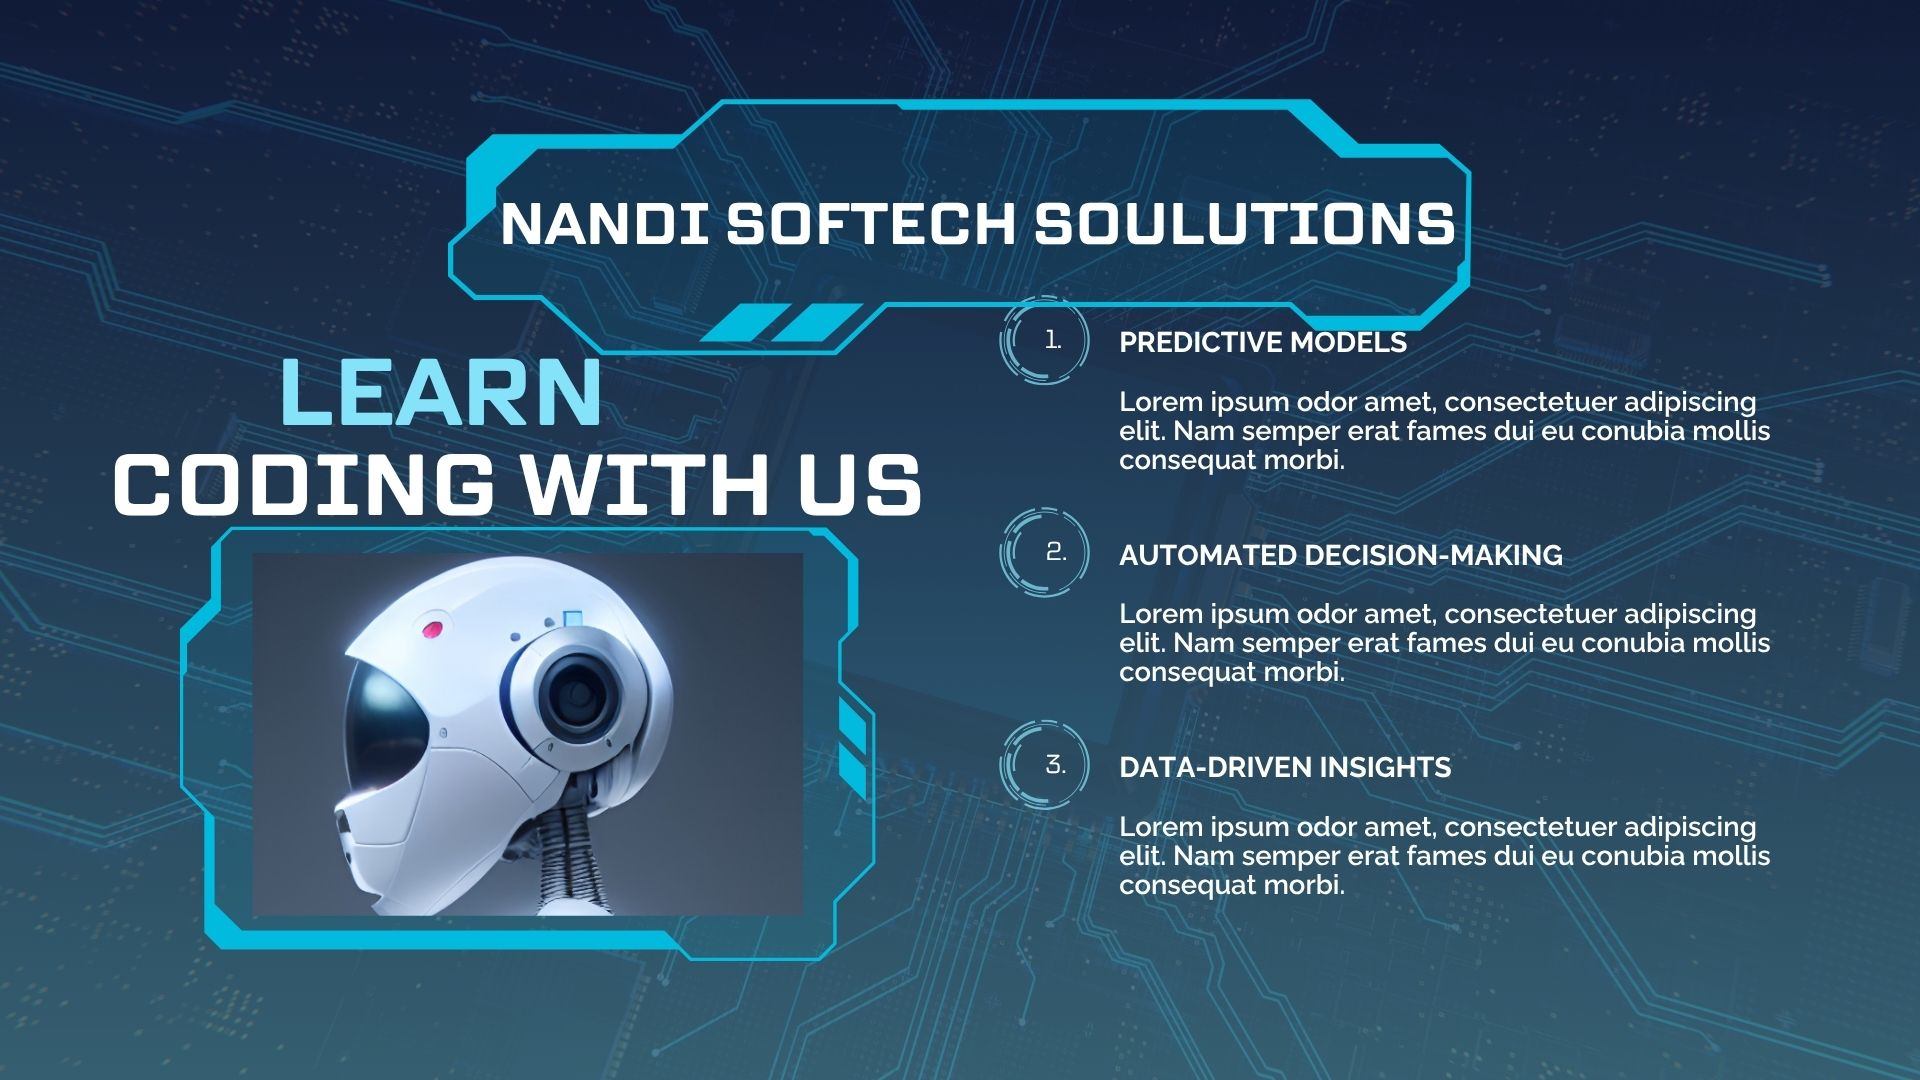 NANDI SOFTECH SOULUTIONS
LEARN
CODING WITH US
1.
PREDICTIVE MODELS
Lorem ipsum odor amet, consectetuer adipiscing
elit. Nam semper erat fames dui eu conubia mollis
consequat morbi.
2.
AUTOMATED DECISION-MAKING
Lorem ipsum odor amet, consectetuer adipiscing
elit. Nam semper erat fames dui eu conubia mollis
consequat morbi.
3.
DATA-DRIVEN INSIGHTS
Lorem ipsum odor amet, consectetuer adipiscing
elit. Nam semper erat fames dui eu conubia mollis
consequat morbi.